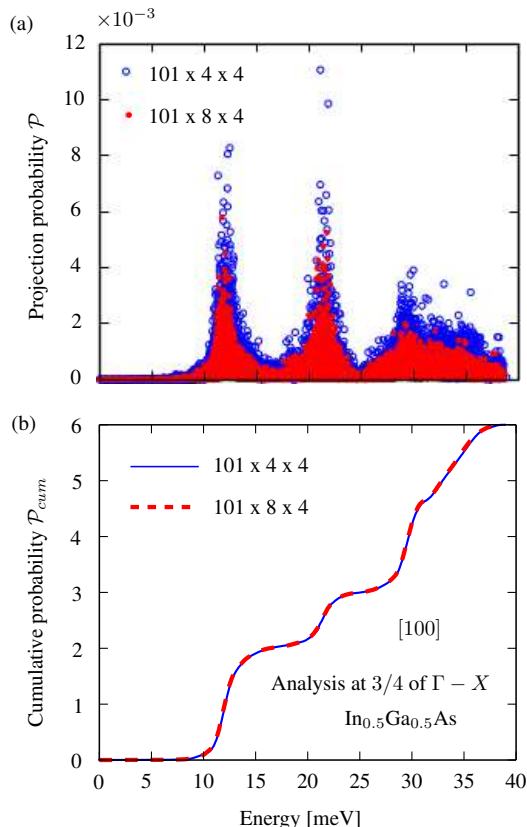 (a)
×10⁻³
12
10
8
6
4
2
0
Projection probability 𝒫
101 x 4 x 4
101 x 8 x 4
(b)
6
5
4
3
2
1
0
Cumulative probability 𝒫cum
101 x 4 x 4
101 x 8 x 4
[100]
Analysis at 3/4 of Γ − X
In₀.₅Ga₀.₅As
0 5 10 15 20 25 30 35 40
Energy [meV]